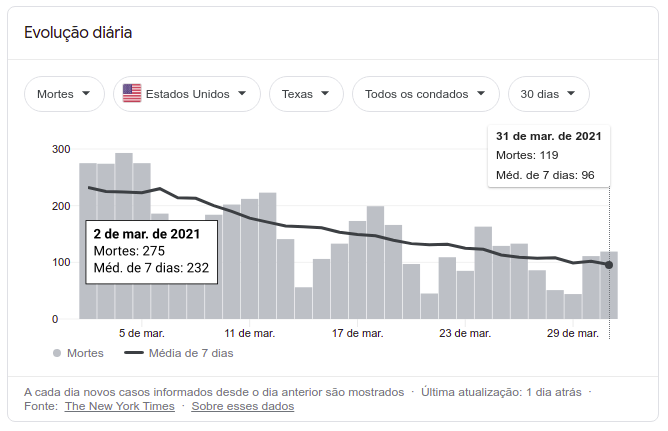 Evolução diária
Mortes
Estados Unidos
Texas
Todos os condados
30 dias
31 de mar. de 2021
Mortes: 119
Méd. de 7 dias: 96
300
200
100
0
2 de mar. de 2021
Mortes: 275
Méd. de 7 dias: 232
5 de mar. 11 de mar. 17 de mar. 23 de mar. 29 de mar.
Mortes Média de 7 dias
A cada dia novos casos informados desde o dia anterior são mostrados · Última atualização: 1 dia atrás ·
Fonte: The New York Times · Sobre esses dados